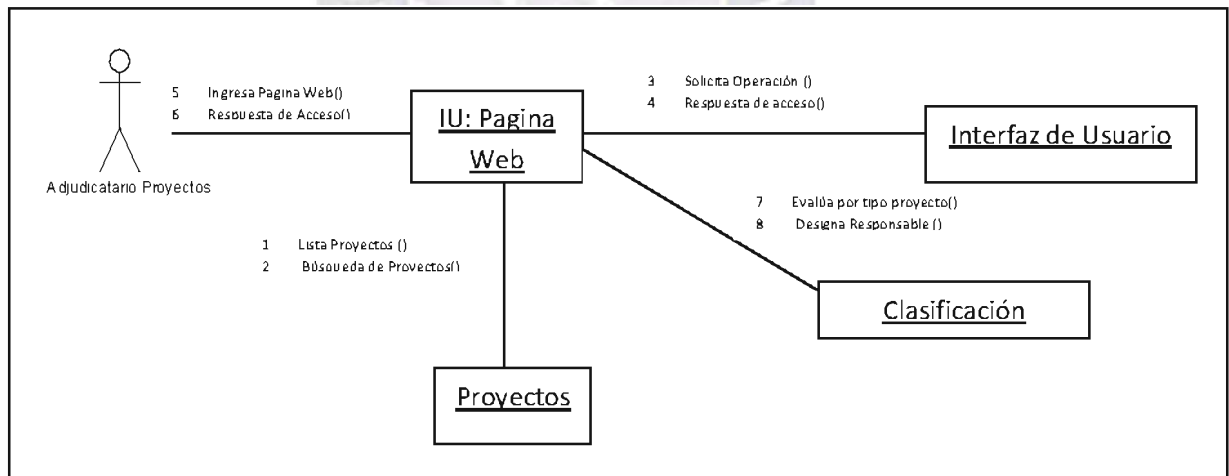 5 Ingresa Pagina Web()
6 Respuesta de Acceso()
Adjudicatario Proyectos
IU: Pagina
Web
3 Solicita Operación ()
4 Respuesta de acceso()
Interfaz de Usuario
7 Evalúa por tipo proyecto()
8 Designa Responsable ()
Clasificación
1 Lista Proyectos ()
2 Búsqueda de Proyectos()
Proyectos